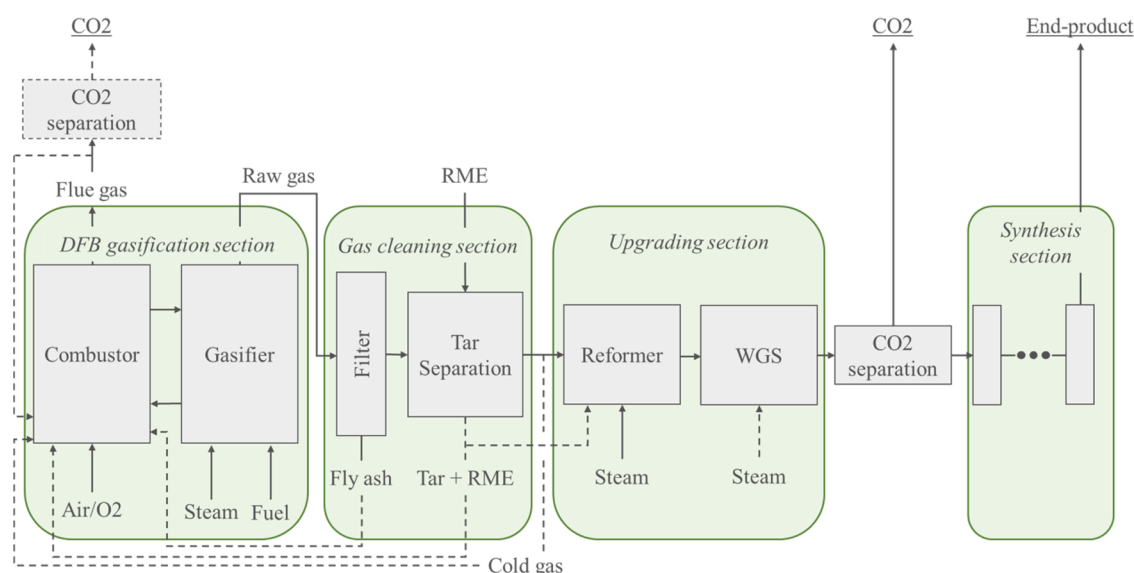 CO2
CO2
End-product
CO2
separation
Raw gas
RME
Flue gas
DFB gasification section
Gas cleaning section
Upgrading section
Synthesis
section
Combustor
Gasifier
Filter
Tar
Separation
Reformer
WGS
CO2
separation
Air/O2
Steam
Fuel
Fly ash
Tar + RME
Steam
Steam
Cold gas